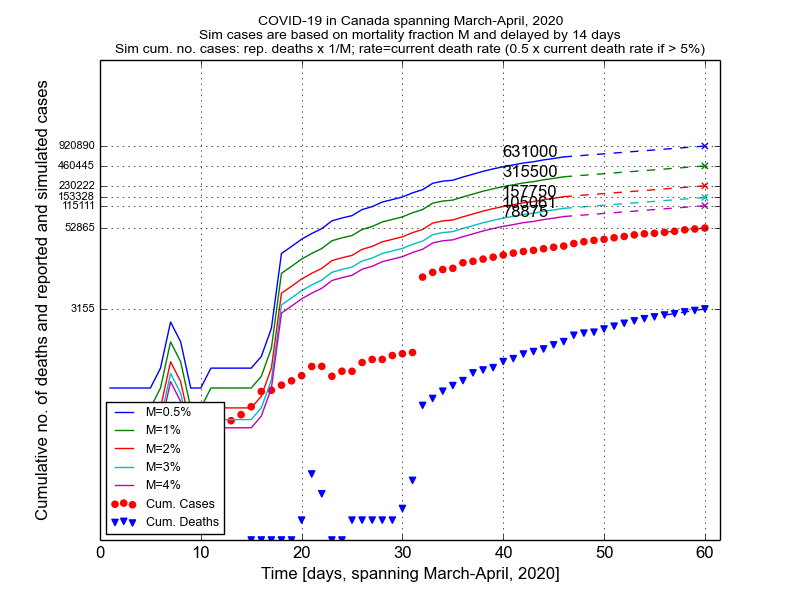 COVID-19 in Canada spanning March-April, 2020
Sim cases are based on mortality fraction M and delayed by 14 days
Sim cum. no. cases: rep. deaths x 1/M; rate=current death rate (0.5 x current death rate if > 5%)
Cumulative no. of deaths and reported and simulated cases
920890
460445
230222
153328
115111
52865
3155
631000
315500
157750
78875
M=0.5%
M=1%
M=2%
M=3%
M=4%
Cum. Cases
Cum. Deaths
0 10 20 30 40 50 60
Time [days, spanning March-April, 2020]